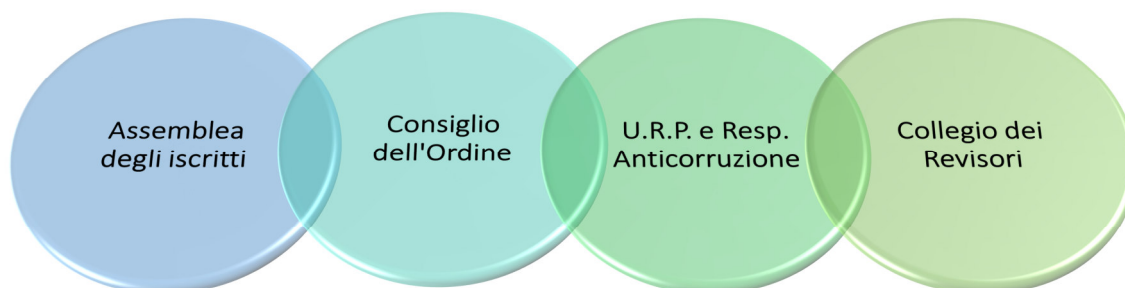 Assemblea
degli iscritti
Consiglio
dell'Ordine
U.R.P. e Resp.
Anticorruzione
Collegio dei
Revisori